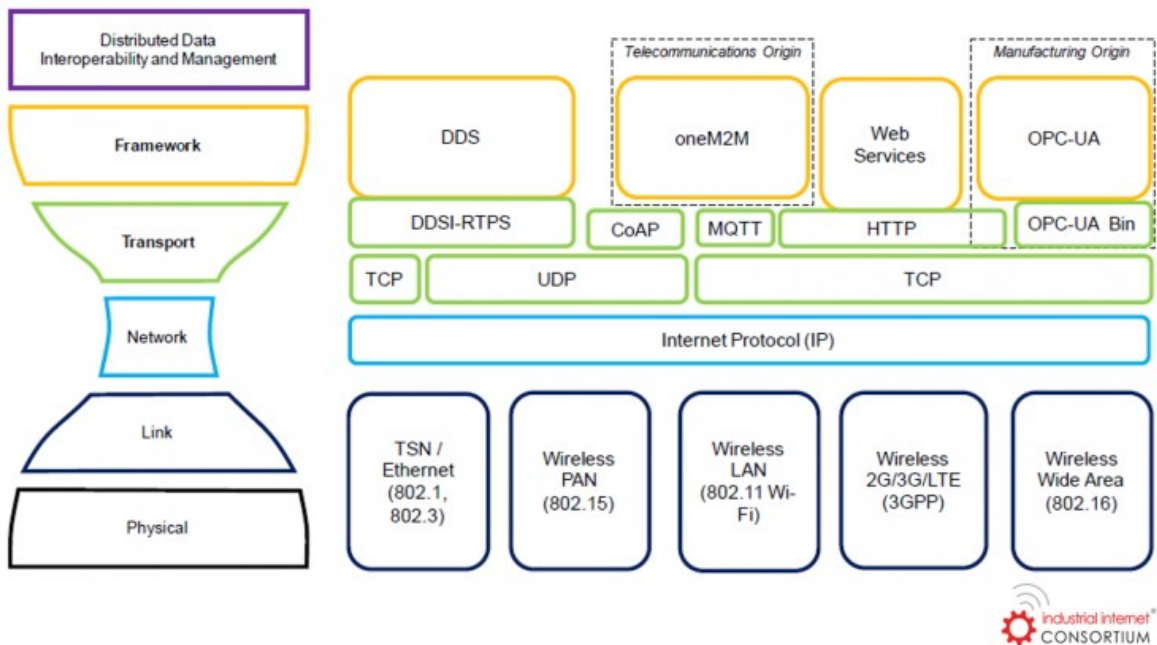 Distributed Data
Interoperability and Management
Framework
Transport
Network
Link
Physical
Telecommunications Origin
Manufacturing Origin
DDS
oneM2M
Web
Services
OPC-UA
DDSI-RTPS
CoAP
MQTT
HTTP
OPC-UA Bin
TCP
UDP
TCP
Internet Protocol (IP)
TSN /
Ethernet
(802.1,
802.3)
Wireless
PAN
(802.15)
Wireless
LAN
(802.11 Wi-
Fi)
Wireless
2G/3G/LTE
(3GPP)
Wireless
Wide Area
(802.16)
industrial internet®
CONSORTIUM